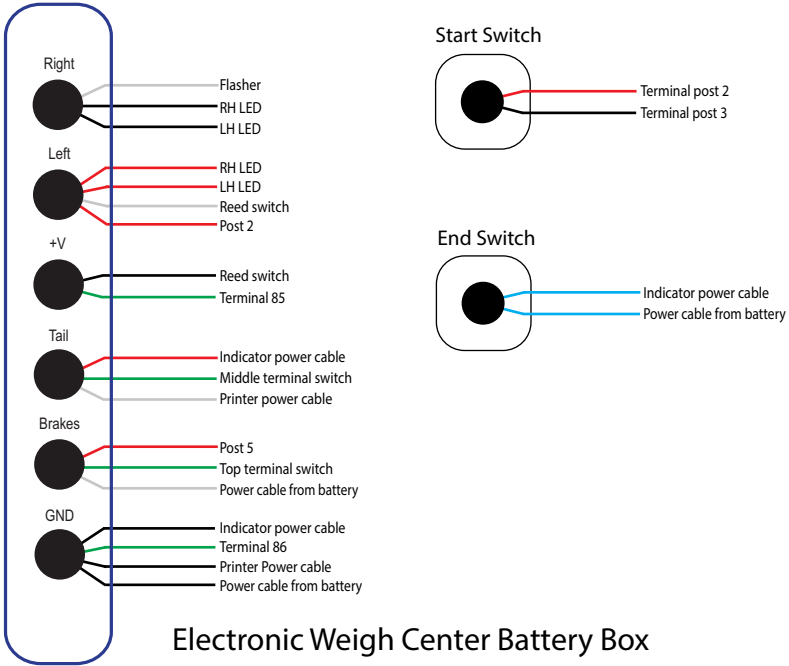 Right
Flasher
RH LED
LH LED
Left
RH LED
LH LED
Reed switch
Post 2
+V
Reed switch
Terminal 85
Tail
Indicator power cable
Middle terminal switch
Printer power cable
Brakes
Post 5
Top terminal switch
Power cable from battery
GND
Indicator power cable
Terminal 86
Printer Power cable
Power cable from battery
Start Switch
Terminal post 2
Terminal post 3
End Switch
Indicator power cable
Power cable from battery
Electronic Weigh Center Battery Box